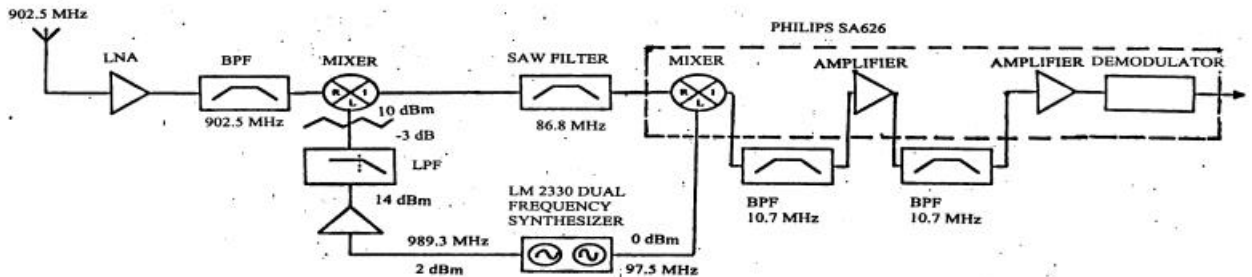 902.5 MHz
PHILIPS SA626
LNA
BPF
MIXER
SAW FILTER
MIXER
AMPLIFIER
AMPLIFIER
DEMODULATOR
R
I
L
R
I
L
10 dBm
-3 dB
902.5 MHz
86.8 MHz
LPF
14 dBm
LM 2330 DUAL
FREQUENCY
SYNTHESIZER
BPF
10.7 MHz
BPF
10.7 MHz
989.3 MHz
2 dBm
0 dBm
97.5 MHz